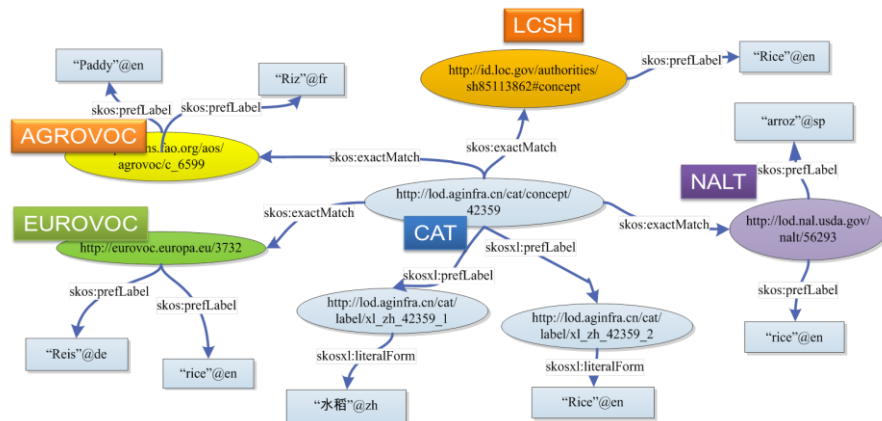 LCSH
"Paddy"@en
"Riz"@fr
http://id.loc.gov/authorities/
sh85113862#concept
skos:prefLabel
"Rice"@en
skos:prefLabel
skos:prefLabel
"arroz"@sp
AGROVOC
ns.fao.org/aos/
agrovoc/c_6599
skos:exactMatch
skos:exactMatch
skos:prefLabel
NALT
http://lod.aginfra.cn/cat/concept/
42359
EUROVOC
skos:exactMatch
CAT
skos:exactMatch
http://lod.nal.usda.gov/
nalt/56293
http://eurovoc.europa.eu/3732
skosxl:prefLabel
skosxl:prefLabel
skos:prefLabel
skos:prefLabel
skos:prefLabel
http://lod.aginfra.cn/cat/
label/xl_zh_42359_1
http://lod.aginfra.cn/cat/
label/xl_zh_42359_2
"rice"@en
"Reis"@de
"rice"@en
skosxl:literalForm
skosxl:literalForm
"水稻"@zh
"Rice"@en